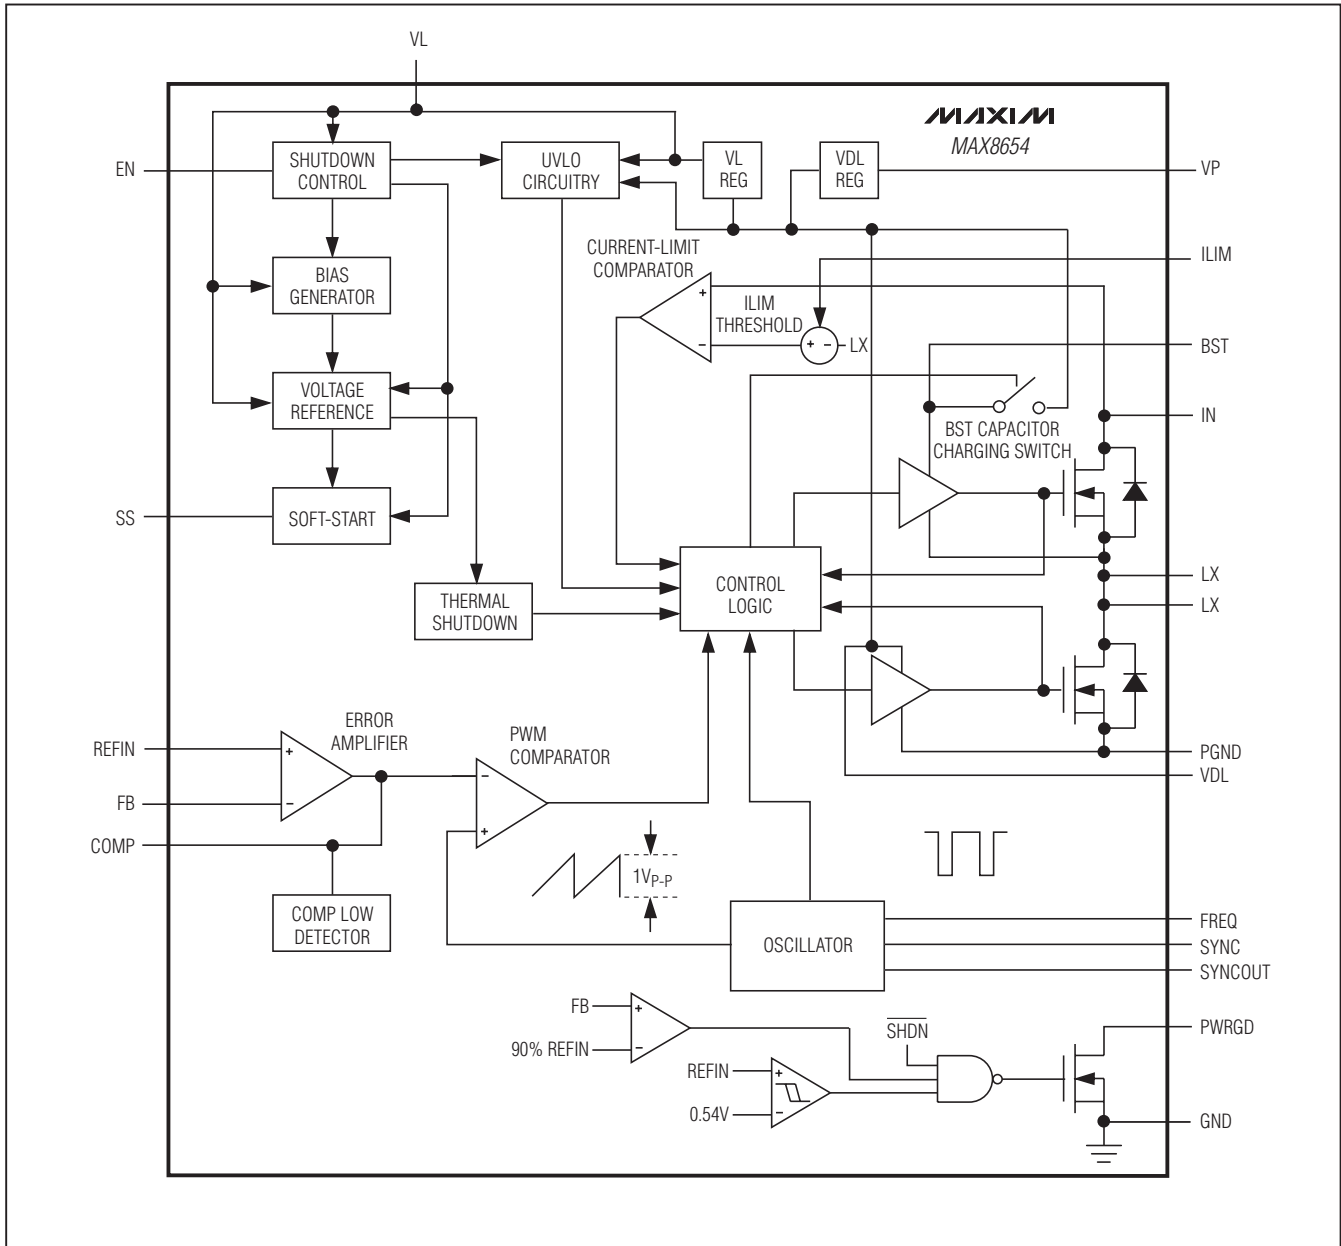 VL
MAXIM
MAX8654
EN
SHUTDOWN
CONTROL
UVLO
CIRCUITRY
VL
REG
VDL
REG
VP
CURRENT-LIMIT
COMPARATOR
ILIM
BIAS
GENERATOR
+
ILIM
THRESHOLD
−
+ −
LX
BST
VOLTAGE
REFERENCE
IN
BST CAPACITOR
CHARGING SWITCH
SS
SOFT-START
CONTROL
LOGIC
LX
LX
THERMAL
SHUTDOWN
ERROR
AMPLIFIER
PWM
COMPARATOR
REFIN
+
PGND
−
VDL
FB
−
+
COMP
1VP-P
COMP LOW
DETECTOR
OSCILLATOR
FREQ
SYNC
SYNCOUT
FB
+
90% REFIN
−
SHDN
PWRGD
REFIN
+
0.54V
−
GND